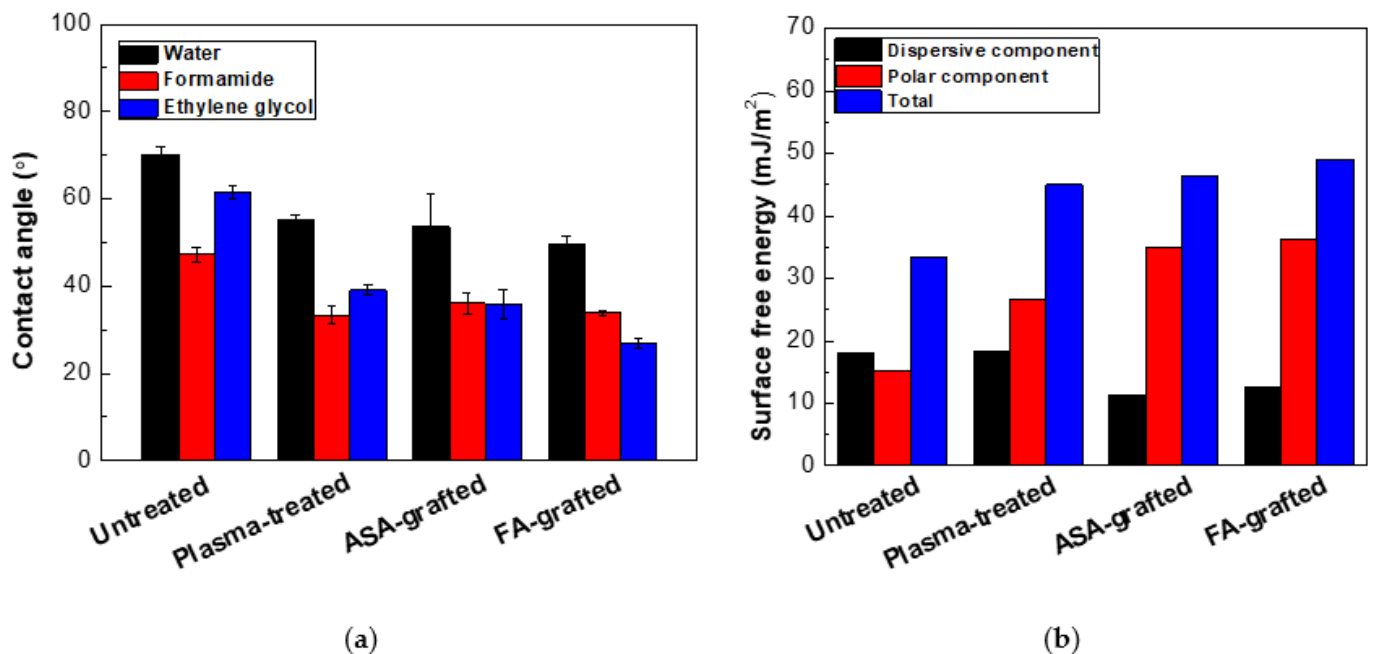 100
80
60
40
20
0
Contact angle (°)
Water
Formamide
Ethylene glycol
Untreated
Plasma-treated
ASA-grafted
FA-grafted
(a)
70
60
50
40
30
20
10
0
Surface free energy (mJ/m²)
Dispersive component
Polar component
Total
Untreated
Plasma-treated
ASA-grafted
FA-grafted
(b)